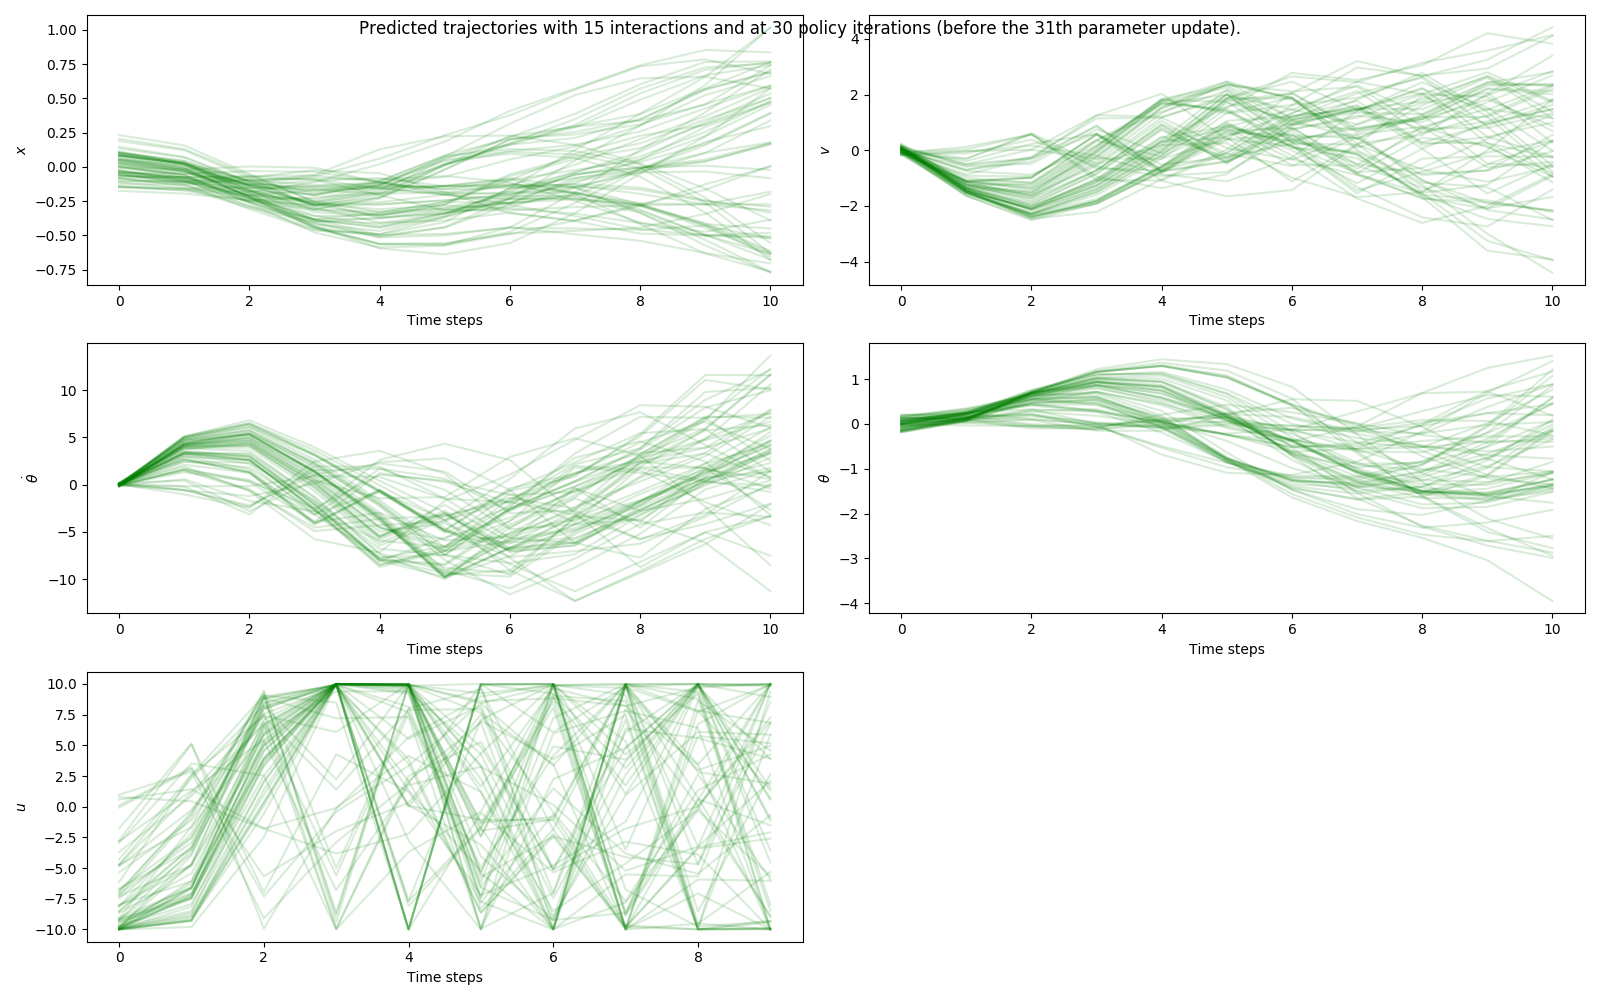 Predicted trajectories with 15 interactions and at 30 policy iterations (before the 31th parameter update).
1.00
0.75
0.50
0.25
0.00
−0.25
−0.50
−0.75
x
0 2 4 6 8 10
Time steps
4
2
0
−2
−4
v
0 2 4 6 8 10
Time steps
10
5
0
−5
−10
θ̇
0 2 4 6 8 10
Time steps
1
0
−1
−2
−3
−4
θ
0 2 4 6 8 10
Time steps
10.0
7.5
5.0
2.5
0.0
−2.5
−5.0
−7.5
−10.0
u
0 2 4 6 8
Time steps